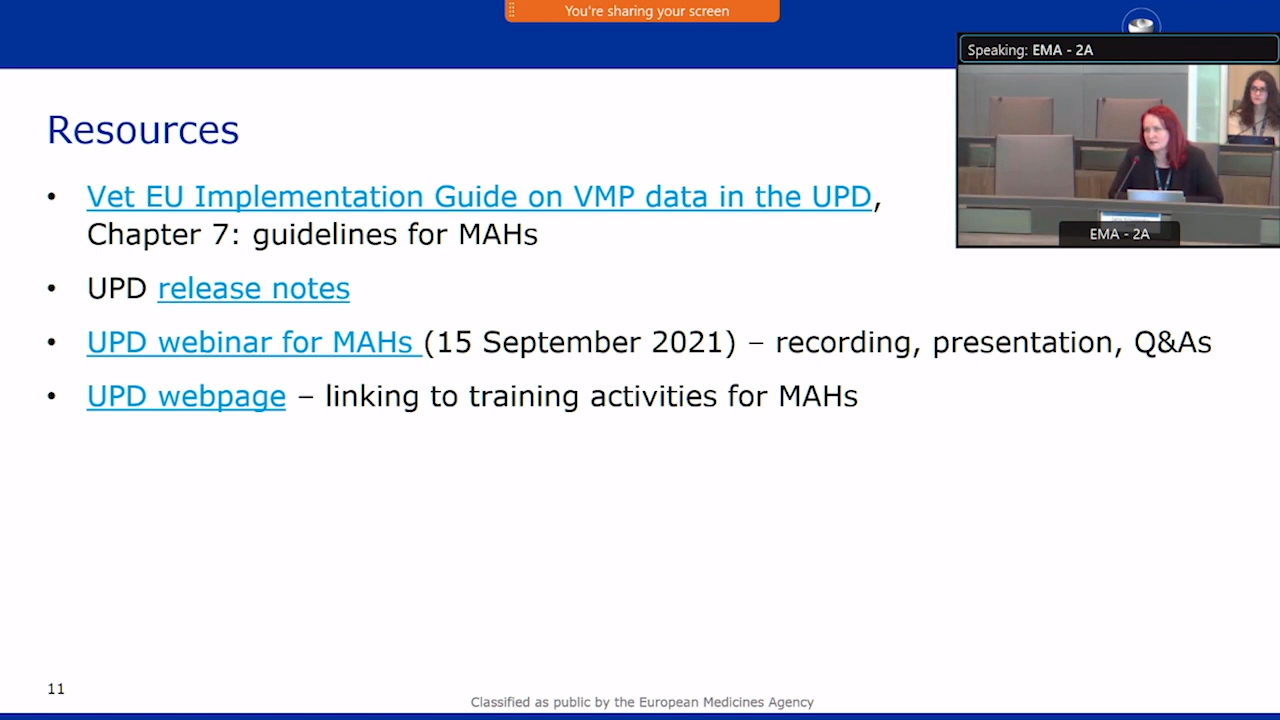 You're sharing your screen
Speaking: EMA - 2A
EMA - 2A
Resources
• Vet EU Implementation Guide on VMP data in the UPD,
Chapter 7: guidelines for MAHs
• UPD release notes
• UPD webinar for MAHs (15 September 2021) – recording, presentation, Q&As
• UPD webpage – linking to training activities for MAHs
11
Classified as public by the European Medicines Agency